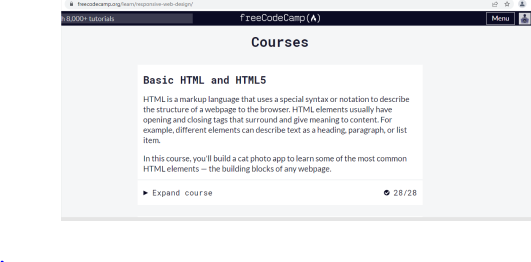 freecodecamp.org/learn/responsive-web-design/
h 8,000+ tutorials
freeCodeCamp
Menu
Courses
Basic HTML and HTML5
HTML is a markup language that uses a special syntax or notation to describe
the structure of a webpage to the browser. HTML elements usually have
opening and closing tags that surround and give meaning to content. For
example, different elements can describe text as a heading, paragraph, or list
item.
In this course, you'll build a cat photo app to learn some of the most common
HTML elements — the building blocks of any webpage.
Expand course
28/28